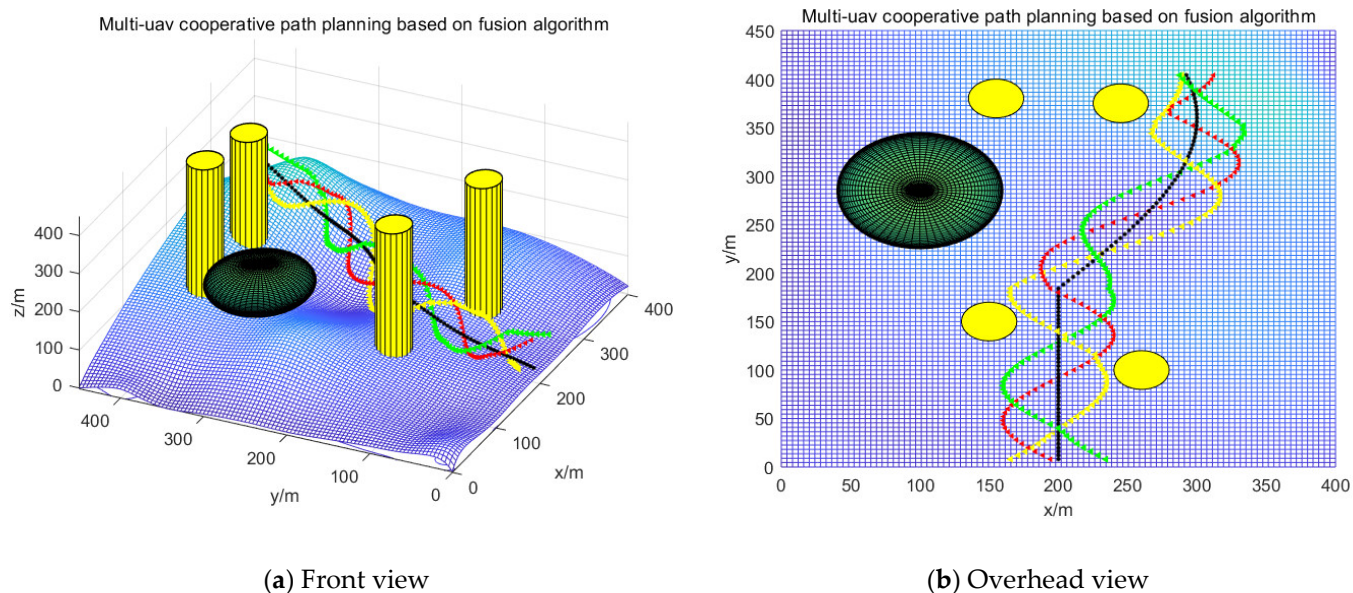 Multi-uav cooperative path planning based on fusion algorithm
400
300
200
100
0
z/m
400
300
200
100
0
y/m
0
100
200
300
400
x/m
(a) Front view
Multi-uav cooperative path planning based on fusion algorithm
450
400
350
300
250
200
150
100
50
0
y/m
0 50 100 150 200 250 300 350 400
x/m
(b) Overhead view